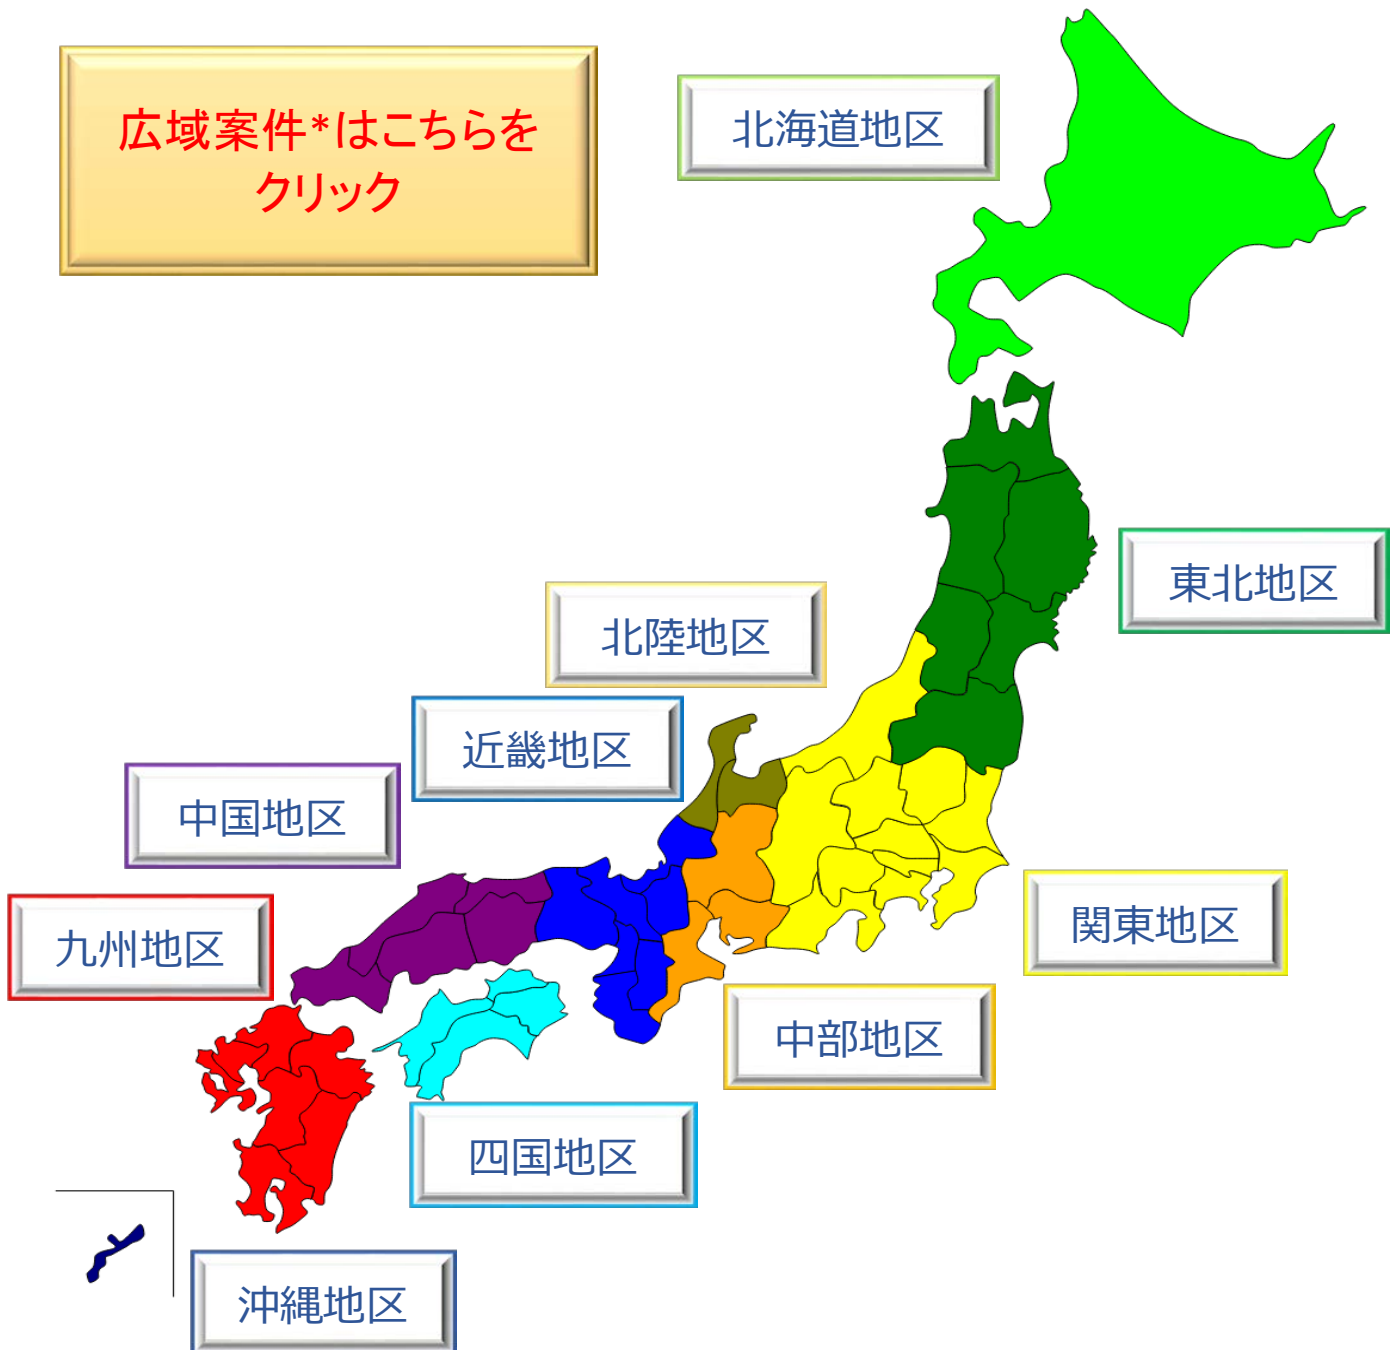 広域案件*はこちらを
クリック
北海道地区
東北地区
北陸地区
近畿地区
中国地区
九州地区
関東地区
中部地区
四国地区
沖縄地区